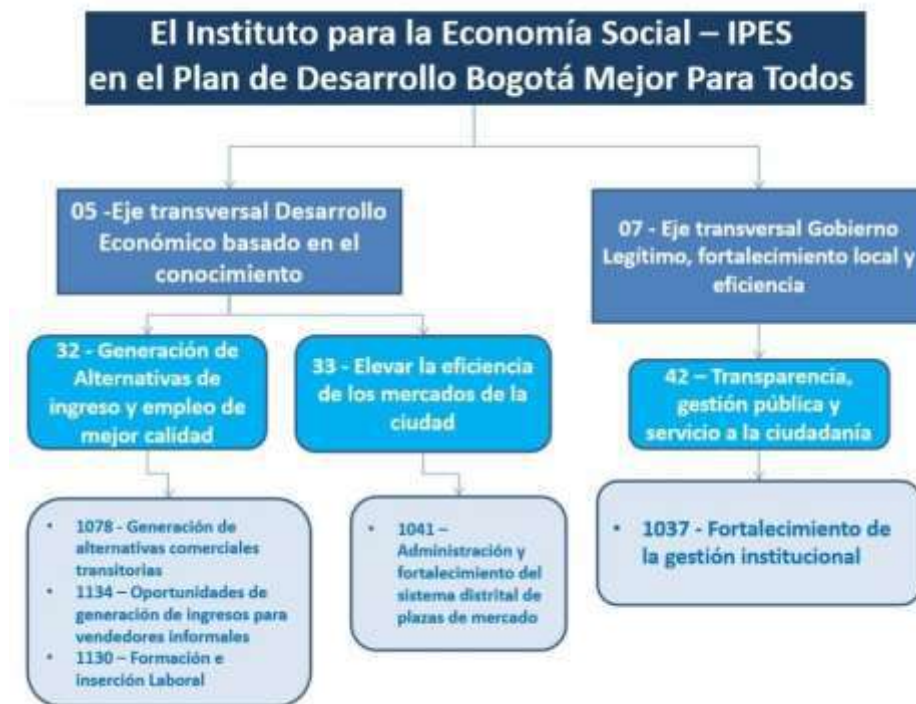 El Instituto para la Economía Social – IPES
en el Plan de Desarrollo Bogotá Mejor Para Todos
05 -Eje transversal Desarrollo
Económico basado en el
conocimiento
07 - Eje transversal Gobierno
Legítimo, fortalecimiento local y
eficiencia
32 - Generación de
Alternativas de
ingreso y empleo de
mejor calidad
33 - Elevar la eficiencia
de los mercados de la
ciudad
42 – Transparencia,
gestión pública y
servicio a la ciudadanía
• 1078 - Generación de
alternativas comerciales
transitorias
• 1134 – Oportunidades de
generación de ingresos para
vendedores informales
• 1130 – Formación e
inserción Laboral
• 1041 –
Administración y
fortalecimiento del
sistema distrital de
plazas de mercado
• 1037 - Fortalecimiento de
la gestión institucional